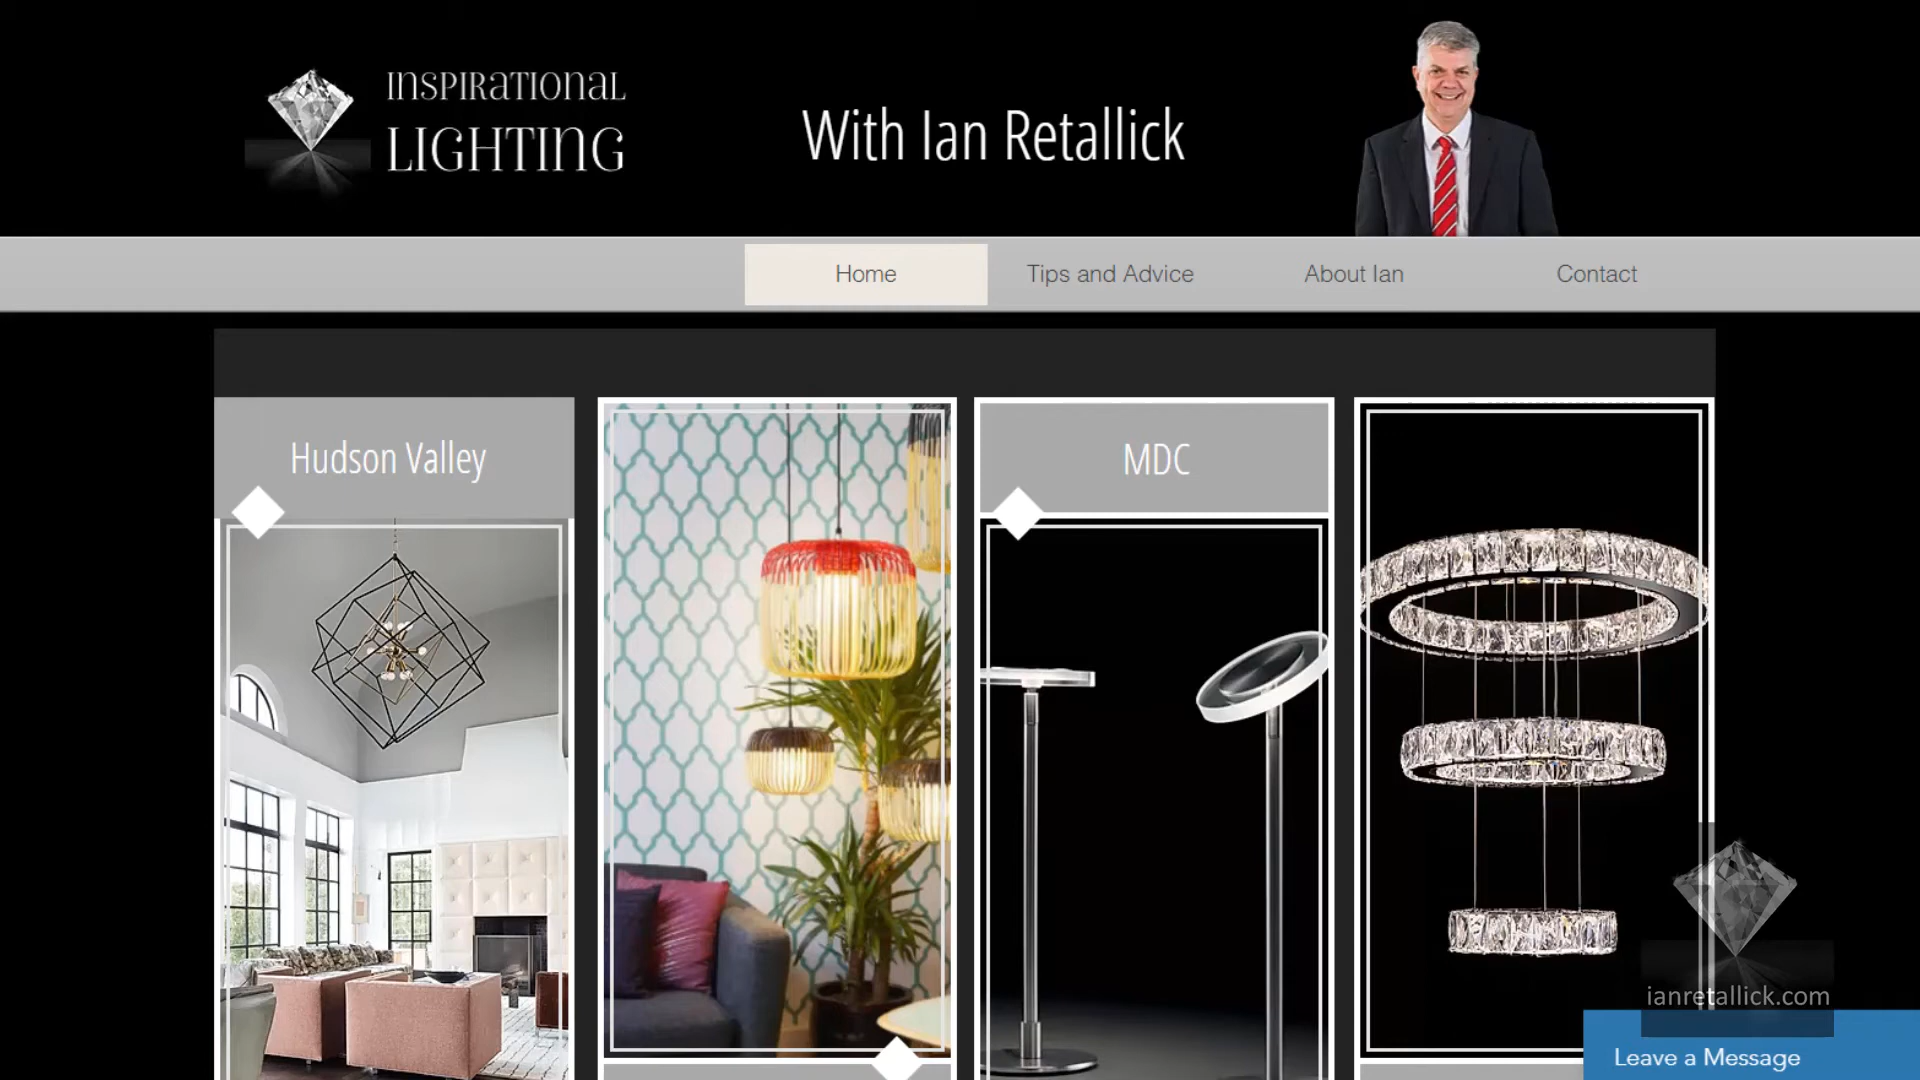 INSPIRATIONAL
LIGHTING
With Ian Retallick
Home
Tips and Advice
About Ian
Contact
Hudson Valley
MDC
ianretallick.com
Leave a Message